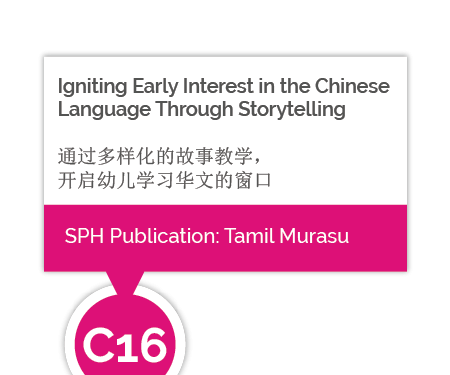 Igniting Early Interest in the Chinese
Language Through Storytelling
通过多样化的故事教学，
开启幼儿学习华文的窗口
SPH Publication: Tamil Murasu
C16